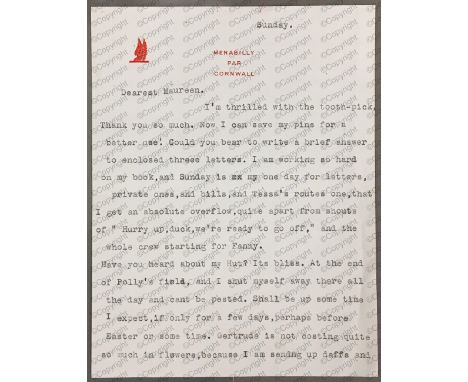 Sunday.
MENABILLY
PAR
CORNWALL
Dearest Maureen.
I'm thrilled with the tooth-pick,
Thank you so much. Now I can save my pins for a
better use! Could you bear to write a brief answer
to enclosed threee letters. I am working so hard
on my book,and Sunday is xx my one day for letters,
private ones,and bills,and Tessa's routes one,that
I get an absolute overflow,quite apart from shouts
of " Hurry up,duck,we're ready to go off," and the
whole crew starting for Fanny.
Have you heard about my Hut? Its bliss. At the end
of Polly's field, and I shut myself away there all
the day and cant be pested. Shall be up some time
I expect,if only for a few days,perhaps before
Easter or some time. Gertrude is not costing quite
so much in flowers,because I am sending up daffs and
©Copyright